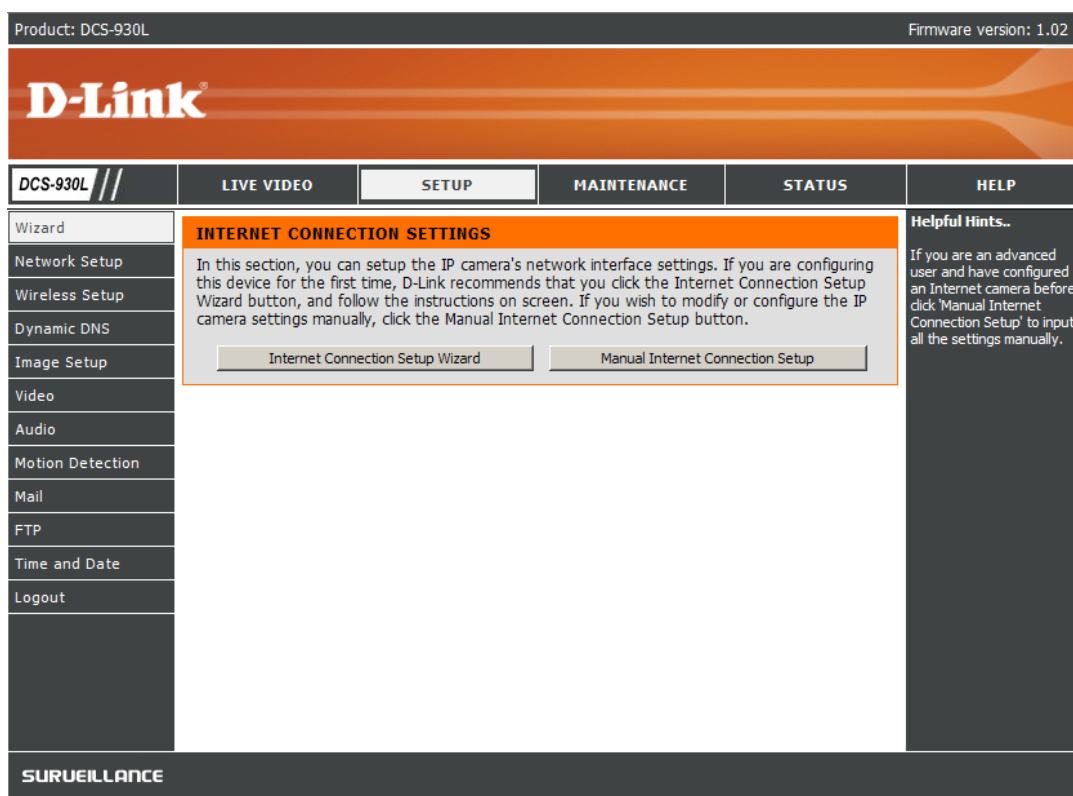 Product: DCS-930L
Firmware version: 1.02
D-Link®
DCS-930L
LIVE VIDEO
SETUP
MAINTENANCE
STATUS
HELP
Wizard
Network Setup
Wireless Setup
Dynamic DNS
Image Setup
Video
Audio
Motion Detection
Mail
FTP
Time and Date
Logout
INTERNET CONNECTION SETTINGS
In this section, you can setup the IP camera's network interface settings. If you are configuring
this device for the first time, D-Link recommends that you click the Internet Connection Setup
Wizard button, and follow the instructions on screen. If you wish to modify or configure the IP
camera settings manually, click the Manual Internet Connection Setup button.
Internet Connection Setup Wizard
Manual Internet Connection Setup
Helpful Hints..
If you are an advanced
user and have configured
an Internet camera before
click 'Manual Internet
Connection Setup' to input
all the settings manually.
SURVEILLANCE